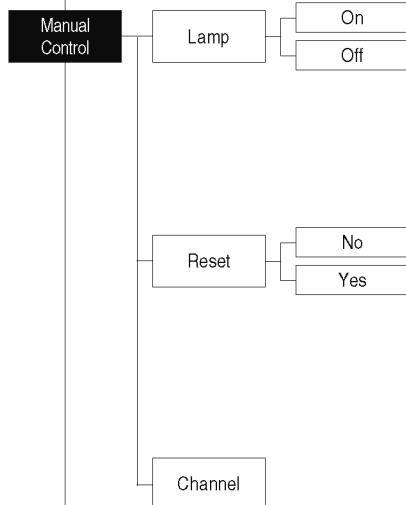 Manual
Control
Lamp
On
Off
Reset
No
Yes
Channel